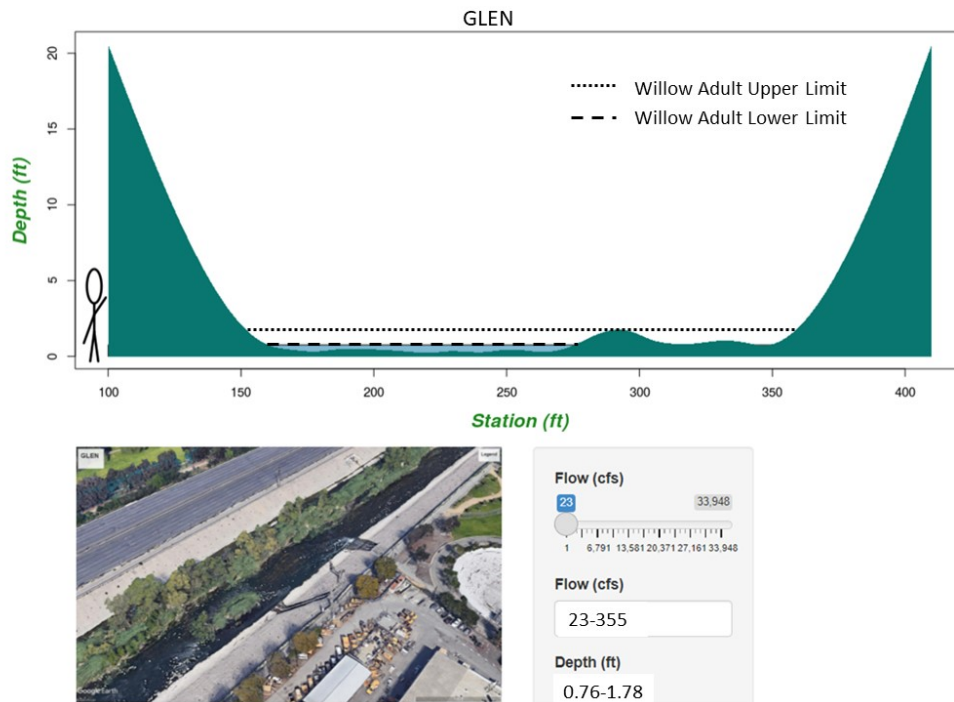 GLEN
Depth (ft)
20
15
10
5
0
Willow Adult Upper Limit
Willow Adult Lower Limit
100 150 200 250 300 350 400
Station (ft)
GLEN
Legend
Google Earth
Flow (cfs)
23 33,948
1 6,791 13,581 20,371 27,161 33,948
Flow (cfs)
23-355
Depth (ft)
0.76-1.78